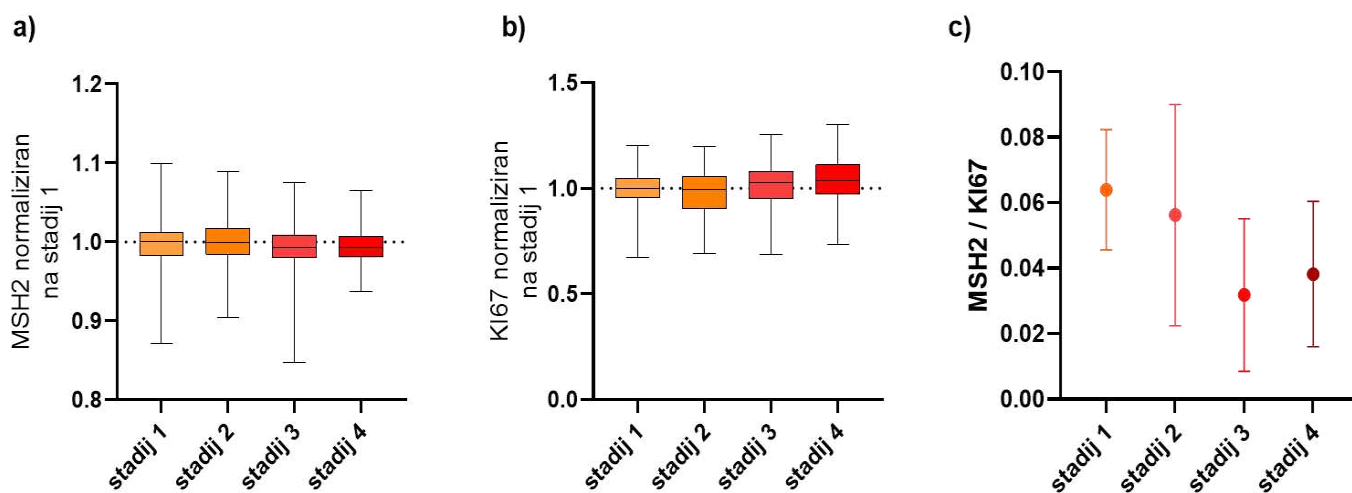 a)
MSH2 normaliziran
na stadij 1
1.2
1.1
1.0
0.9
0.8
stadij 1
stadij 2
stadij 3
stadij 4
b)
KI67 normaliziran
na stadij 1
1.5
1.0
0.5
0.0
stadij 1
stadij 2
stadij 3
stadij 4
c)
MSH2 / KI67
0.10
0.08
0.06
0.04
0.02
0.00
stadij 1
stadij 2
stadij 3
stadij 4